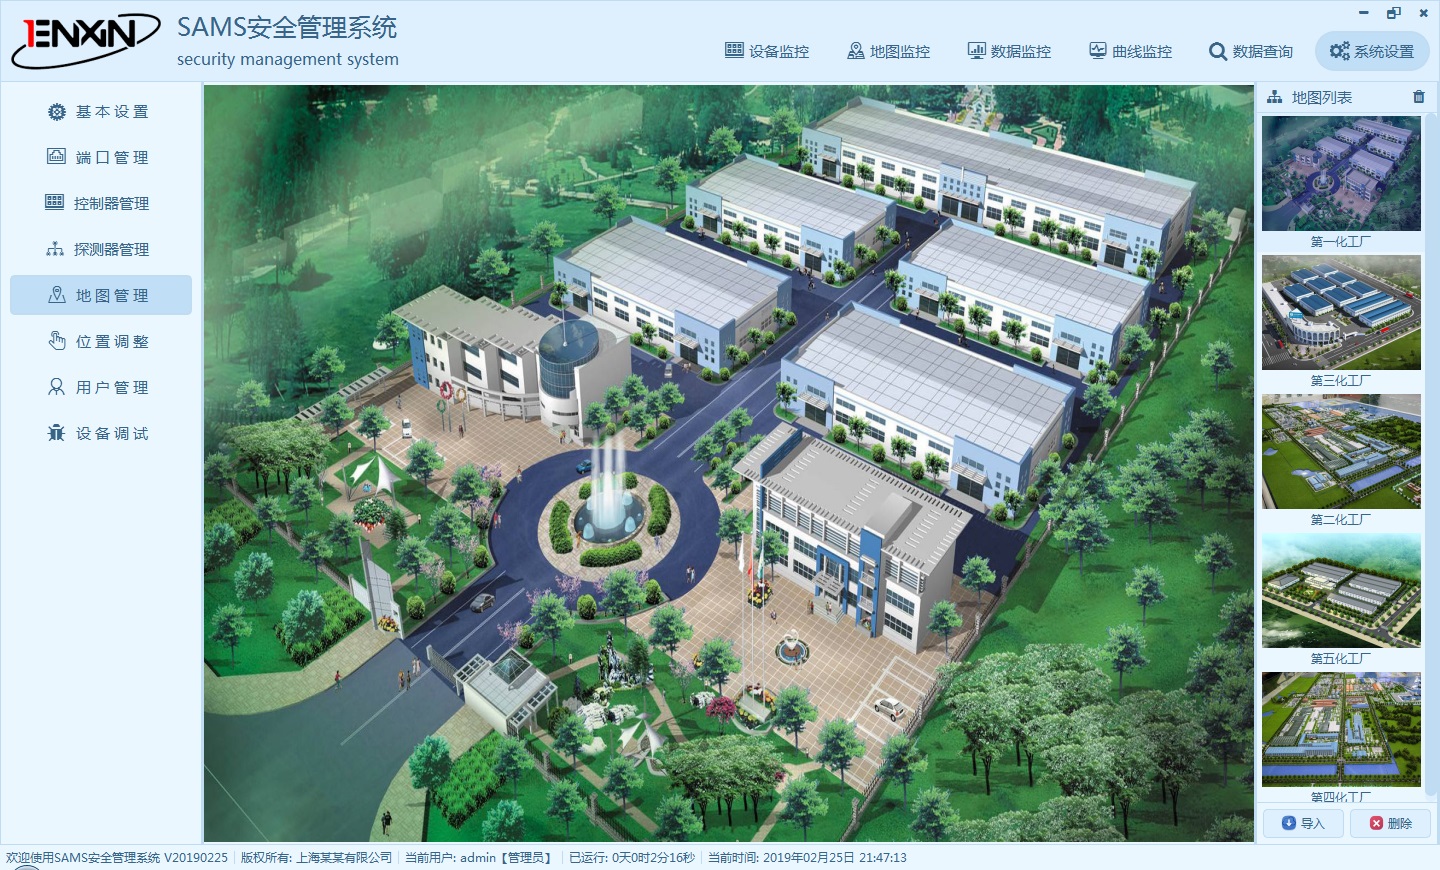 1ENXIN
SAMS安全管理系统
security management system
设备监控
地图监控
数据监控
曲线监控
数据查询
系统设置
基本设置
端口管理
控制器管理
探测器管理
地图管理
位置调整
用户管理
设备调试
地图列表
第一化工厂
第三化工厂
第二化工厂
第五化工厂
第四化工厂
导入
删除
欢迎使用SAMS安全管理系统 V20190225 版权所有: 上海某某有限公司 当前用户: admin【管理员】 已运行: 0天0时2分16秒 当前时间: 2019年02月25日 21:47:13